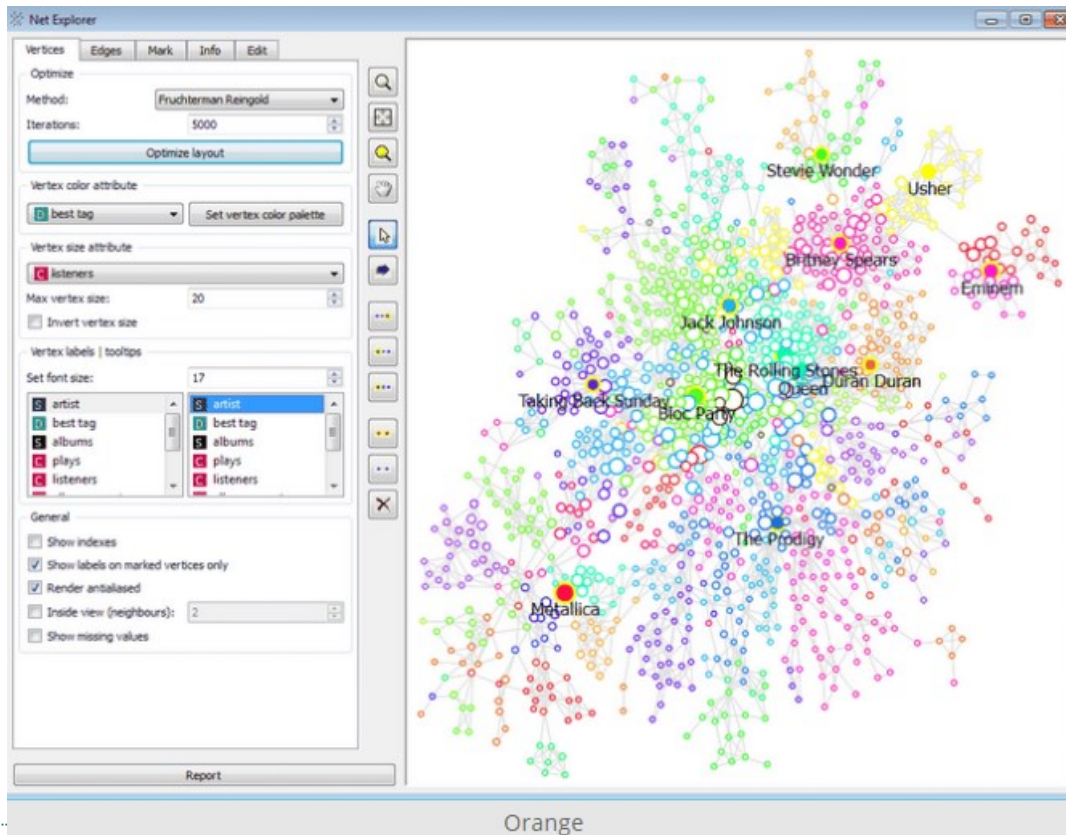 Net Explorer
Vertices Edges Mark Info Edit
Optimize
Method: Fruchterman Reingold
Iterations: 5000
Optimize layout
Vertex color attribute
D best tag Set vertex color palette
Vertex size attribute
C listeners
Max vertex size: 20
Invert vertex size
Vertex labels | tooltips
Set font size: 17
S artist S artist
D best tag D best tag
S albums S albums
C plays C plays
C listeners C listeners
General
Show indexes
Show labels on marked vertices only
Render antialiased
Inside view (neighbours): 2
Show missing values
Report
Stevie Wonder
Usher
Britney Spears
Eminem
Jack Johnson
The Rolling Stones
Queen
Duran Duran
Taking Back Sunday
Bloc Party
The Prodigy
Metallica
Orange